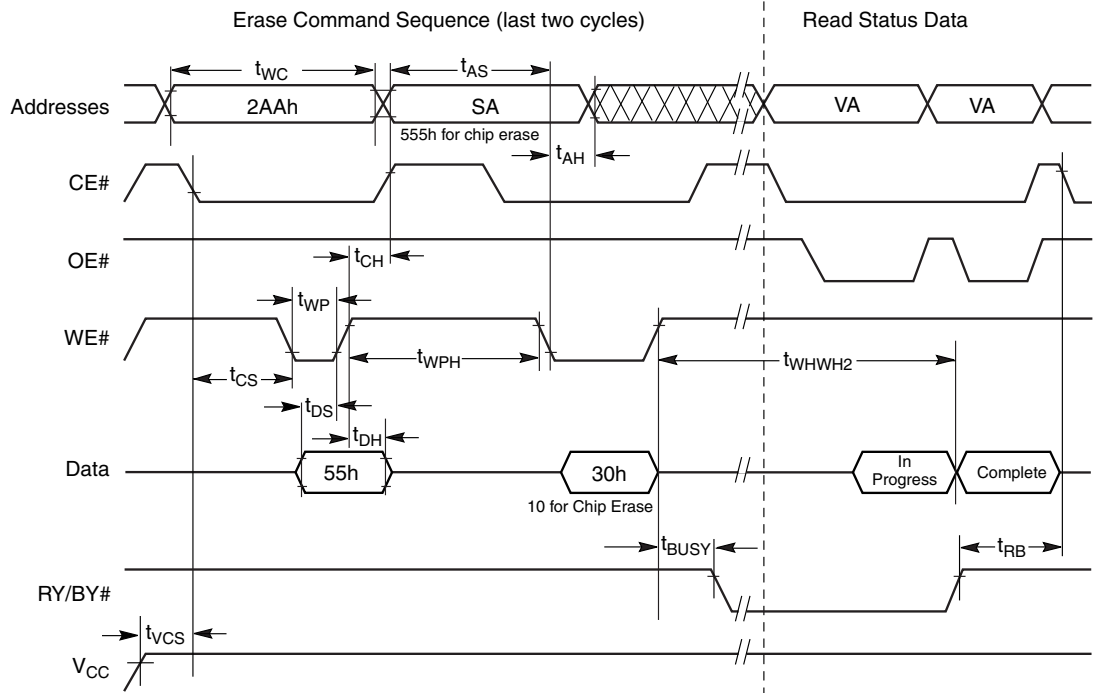 Erase Command Sequence (last two cycles)
Read Status Data
tWC
tAS
Addresses
2AAh
SA
VA
VA
555h for chip erase
tAH
CE#
OE#
tCH
tWP
WE#
tWPH
tWHWH2
tCS
tDS
tDH
Data
55h
30h
In
Progress
Complete
10 for Chip Erase
tBUSY
tRB
RY/BY#
tVCS
VCC